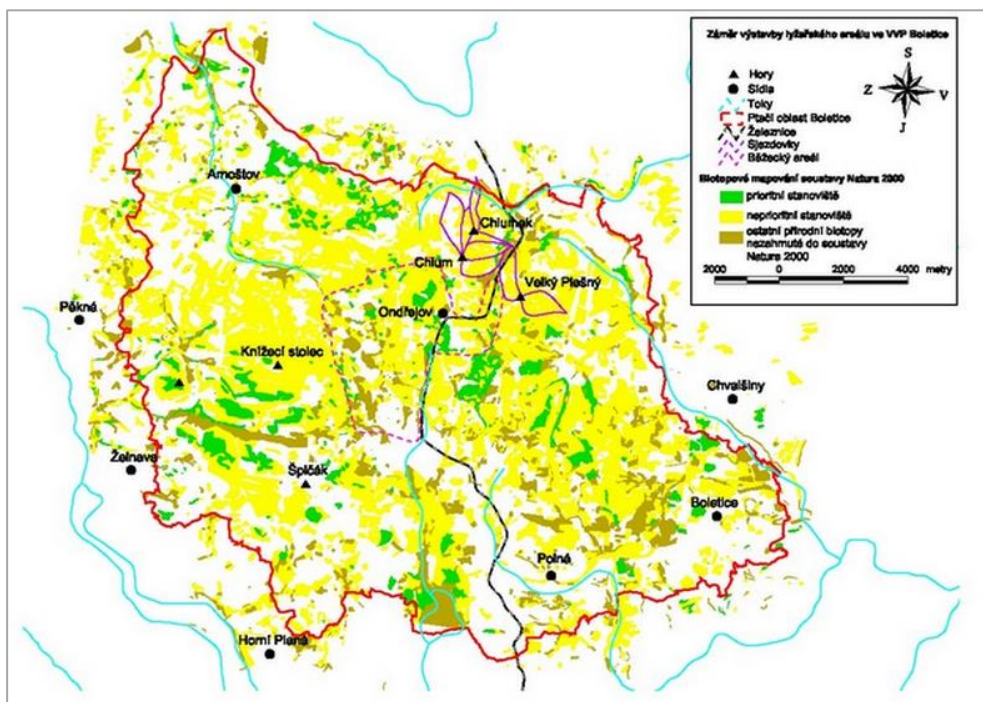 Záměr výstavby lyžařského areálu ve VVP Boletice
S
Z V
J
Hory
Sídla
Toky
Ptačí oblast Boletice
Železnice
Sjezdovky
Běžecký areál
Biotopové mapování soustavy Natura 2000
prioritní stanoviště
neprioritní stanoviště
ostatní přírodní biotopy
nezahrnuté do soustavy
Natura 2000
2000 0 2000 4000 metry
Arnoštov
Chlumek
Chlum
Velký Plešný
Pěkná
Ondřejov
Knížecí stolec
Chvalšiny
Želnava
Špičák
Boletice
Polná
Horní Planá